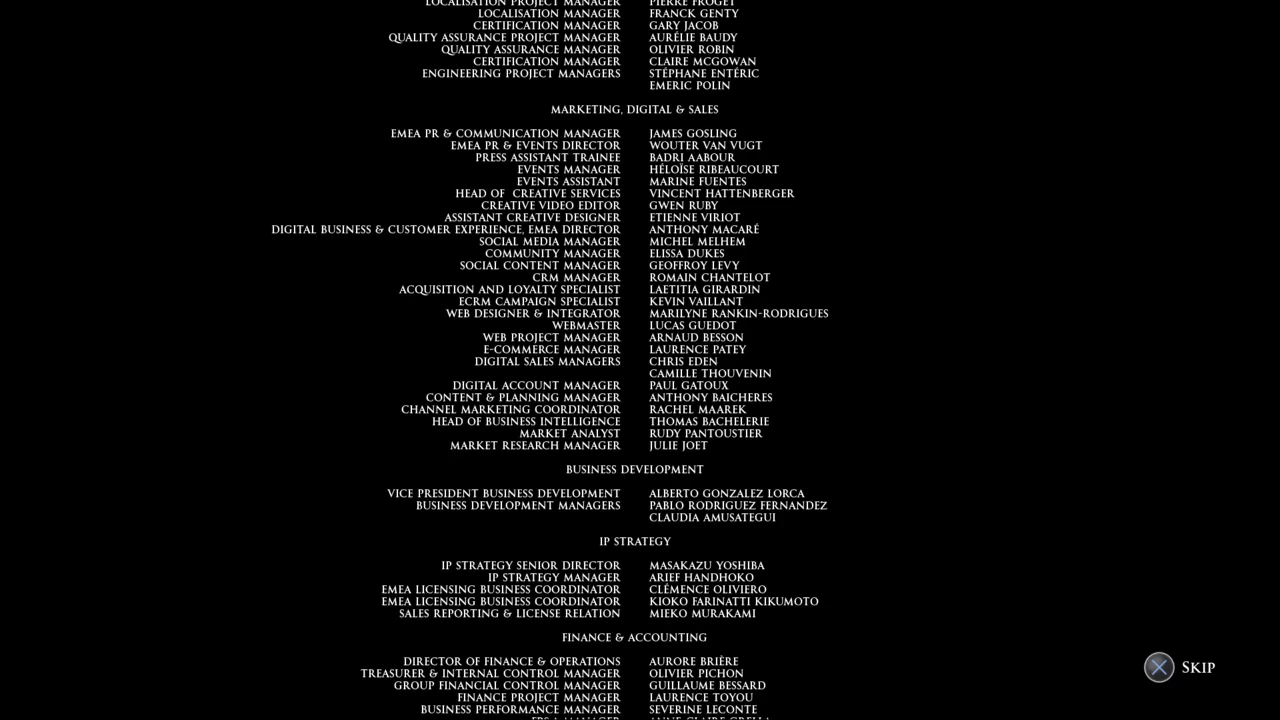 LOCALISATION PROJECT MANAGER PIERRE FROGET
LOCALISATION MANAGER FRANCK GENTY
CERTIFICATION MANAGER GARY JACOB
QUALITY ASSURANCE PROJECT MANAGER AURÉLIE BAUDY
QUALITY ASSURANCE MANAGER OLIVIER ROBIN
CERTIFICATION MANAGER CLAIRE MCGOWAN
ENGINEERING PROJECT MANAGERS STÉPHANE ENTÉRIC
EMERIC POLIN
MARKETING, DIGITAL & SALES
EMEA PR & COMMUNICATION MANAGER JAMES GOSLING
EMEA PR & EVENTS DIRECTOR WOUTER VAN VUGT
PRESS ASSISTANT TRAINEE BADRI AABOUR
EVENTS MANAGER HÉLOÏSE RIBEAUCOURT
EVENTS ASSISTANT MARINE FUENTES
HEAD OF CREATIVE SERVICES VINCENT HATTENBERGER
CREATIVE VIDEO EDITOR GWEN RUBY
ASSISTANT CREATIVE DESIGNER ETIENNE VIRIOT
DIGITAL BUSINESS & CUSTOMER EXPERIENCE, EMEA DIRECTOR ANTHONY MACARÉ
SOCIAL MEDIA MANAGER MICHEL MELHEM
COMMUNITY MANAGER ELISSA DUKES
SOCIAL CONTENT MANAGER GEOFFROY LEVY
CRM MANAGER ROMAIN CHANTELOT
ACQUISITION AND LOYALTY SPECIALIST LAETITIA GIRARDIN
ECRM CAMPAIGN SPECIALIST KEVIN VAILLANT
WEB DESIGNER & INTEGRATOR MARILYNE RANKIN-RODRIGUES
WEBMASTER LUCAS GUEDOT
WEB PROJECT MANAGER ARNAUD BESSON
E-COMMERCE MANAGER LAURENCE PATEY
DIGITAL SALES MANAGERS CHRIS EDEN
CAMILLE THOUVENIN
DIGITAL ACCOUNT MANAGER PAUL GATOUX
CONTENT & PLANNING MANAGER ANTHONY BAICHERES
CHANNEL MARKETING COORDINATOR RACHEL MAAREK
HEAD OF BUSINESS INTELLIGENCE THOMAS BACHELERIE
MARKET ANALYST RUDY PANTOUSTIER
MARKET RESEARCH MANAGER JULIE JOET
BUSINESS DEVELOPMENT
VICE PRESIDENT BUSINESS DEVELOPMENT ALBERTO GONZALEZ LORCA
BUSINESS DEVELOPMENT MANAGERS PABLO RODRIGUEZ FERNANDEZ
CLAUDIA AMUSATEGUI
IP STRATEGY
IP STRATEGY SENIOR DIRECTOR MASAKAZU YOSHIBA
IP STRATEGY MANAGER ARIEF HANDHOKO
EMEA LICENSING BUSINESS COORDINATOR CLÉMENCE OLIVIERO
EMEA LICENSING BUSINESS COORDINATOR KIOKO FARINATTI KIKUMOTO
SALES REPORTING & LICENSE RELATION MIEKO MURAKAMI
FINANCE & ACCOUNTING
DIRECTOR OF FINANCE & OPERATIONS AURORE BRIÈRE
TREASURER & INTERNAL CONTROL MANAGER OLIVIER PICHON
GROUP FINANCIAL CONTROL MANAGER GUILLAUME BESSARD
FINANCE PROJECT MANAGER LAURENCE TOYOU
BUSINESS PERFORMANCE MANAGER SEVERINE LECONTE
SKIP